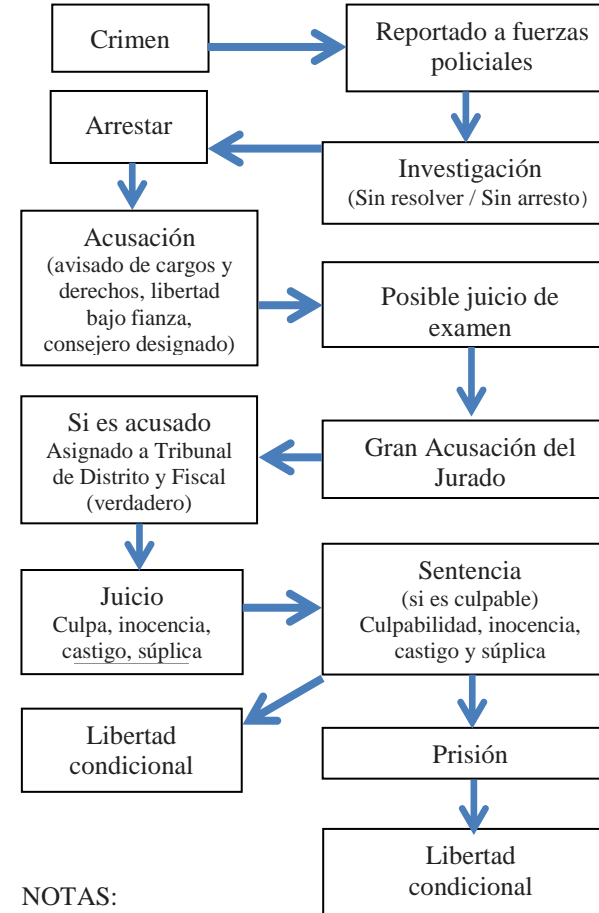 Crimen
Reportado a fuerzas
policiales
Arrestar
Investigación
(Sin resolver / Sin arresto)
Acusación
(avisado de cargos y
derechos, libertad
bajo fianza,
consejero designado)
Posible juicio de
examen
Gran Acusación del
Jurado
Si es acusado
Asignado a Tribunal
de Distrito y Fiscal
(verdadero)
Juicio
Culpa, inocencia,
castigo, súplica
Sentencia
(si es culpable)
Culpabilidad, inocencia,
castigo y súplica
Libertad
condicional
Prisión
Libertad
condicional
NOTAS: